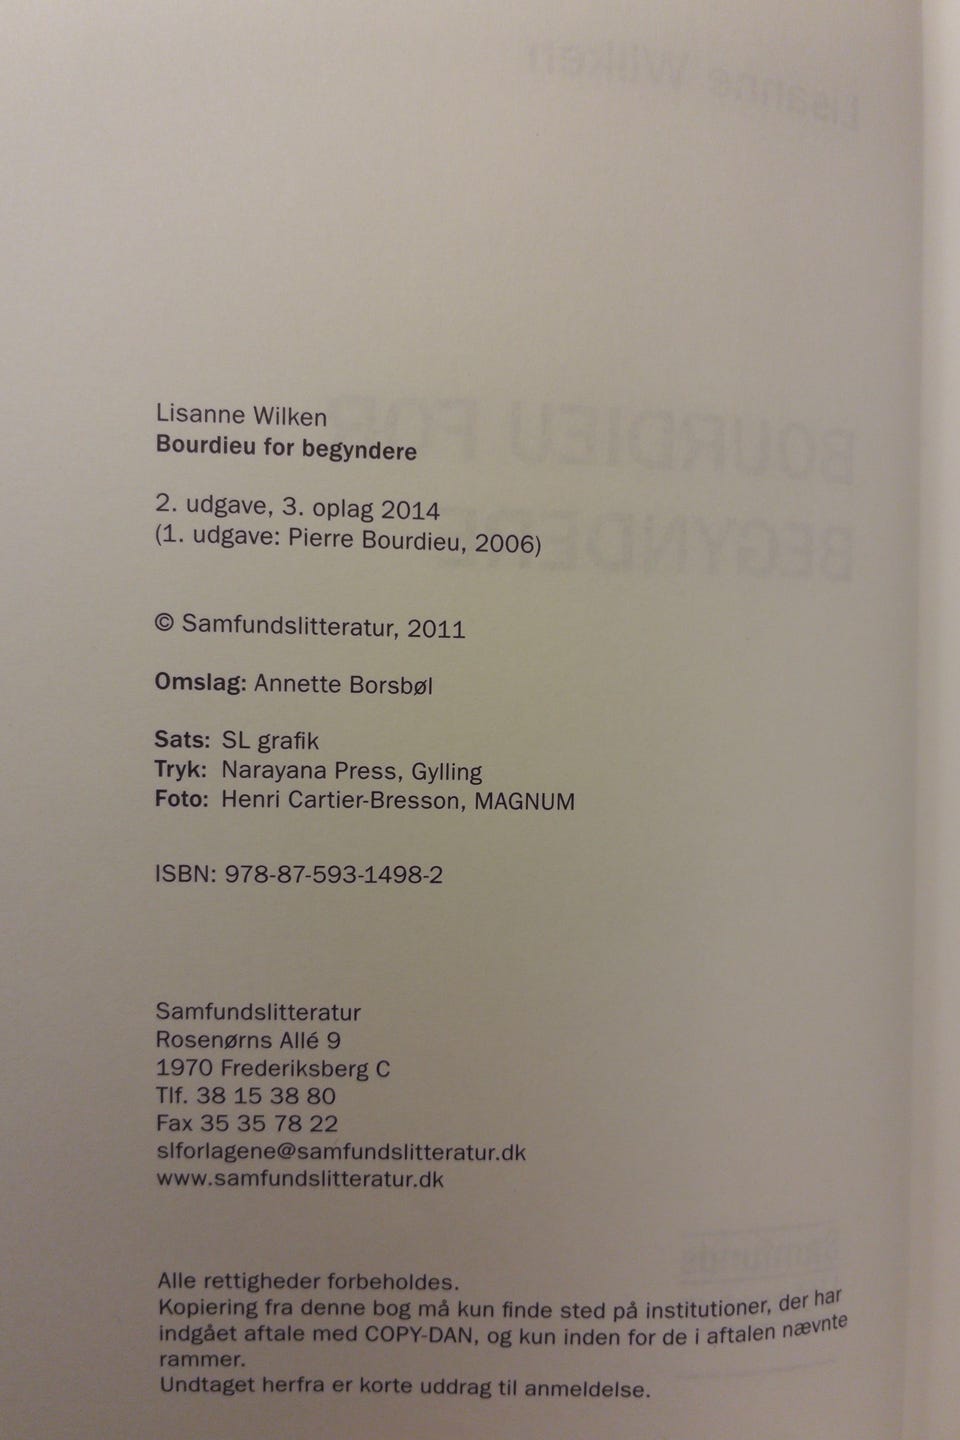 Lisanne Wilken
Bourdieu for begyndere
2. udgave, 3. oplag 2014
(1. udgave: Pierre Bourdieu, 2006)
© Samfundslitteratur, 2011
Omslag: Annette Borsbøl
Sats: SL grafik
Tryk: Narayana Press, Gylling
Foto: Henri Cartier-Bresson, MAGNUM
ISBN: 978-87-593-1498-2
Samfundslitteratur
Rosenørns Allé 9
1970 Frederiksberg C
Tlf. 38 15 38 80
Fax 35 35 78 22
slforlagene@samfundslitteratur.dk
www.samfundslitteratur.dk
Alle rettigheder forbeholdes.
Kopiering fra denne bog må kun finde sted på institutioner, der har
indgået aftale med COPY-DAN, og kun inden for de i aftalen nævnte
rammer.
Undtaget herfra er korte uddrag til anmeldelse.